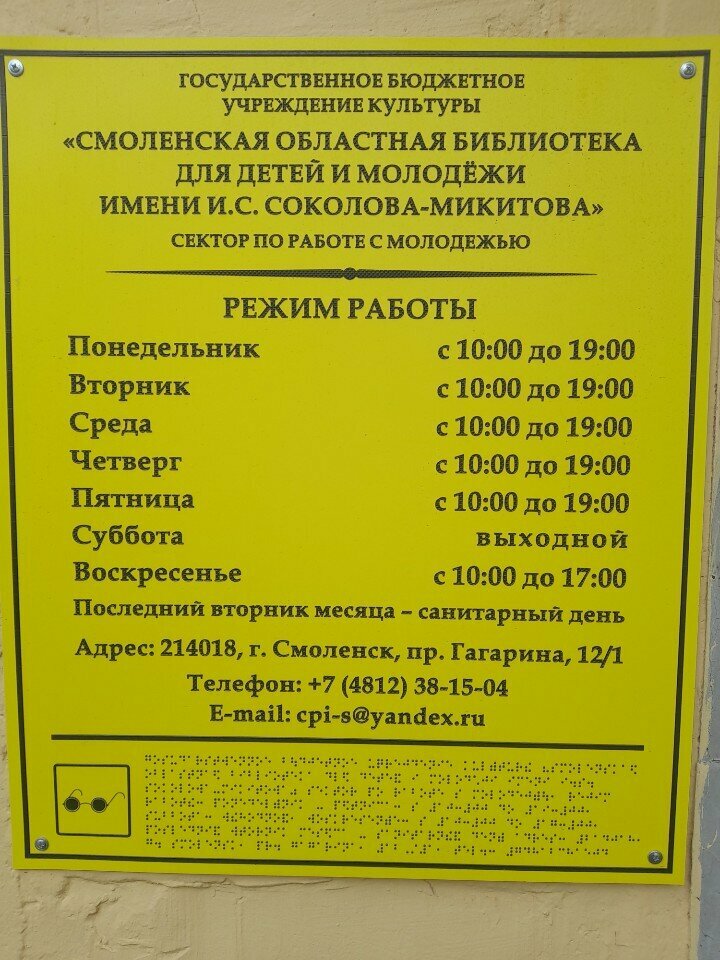 ГОСУДАРСТВЕННОЕ БЮДЖЕТНОЕ
УЧРЕЖДЕНИЕ КУЛЬТУРЫ
«СМОЛЕНСКАЯ ОБЛАСТНАЯ БИБЛИОТЕКА
ДЛЯ ДЕТЕЙ И МОЛОДЁЖИ
ИМЕНИ И.С. СОКОЛОВА-МИКИТОВА»
СЕКТОР ПО РАБОТЕ С МОЛОДЕЖЬЮ
РЕЖИМ РАБОТЫ
Понедельник с 10:00 до 19:00
Вторник с 10:00 до 19:00
Среда с 10:00 до 19:00
Четверг с 10:00 до 19:00
Пятница с 10:00 до 19:00
Суббота выходной
Воскресенье с 10:00 до 17:00
Последний вторник месяца – санитарный день
Адрес: 214018, г. Смоленск, пр. Гагарина, 12/1
Телефон: +7 (4812) 38-15-04
E-mail: cpi-s@yandex.ru